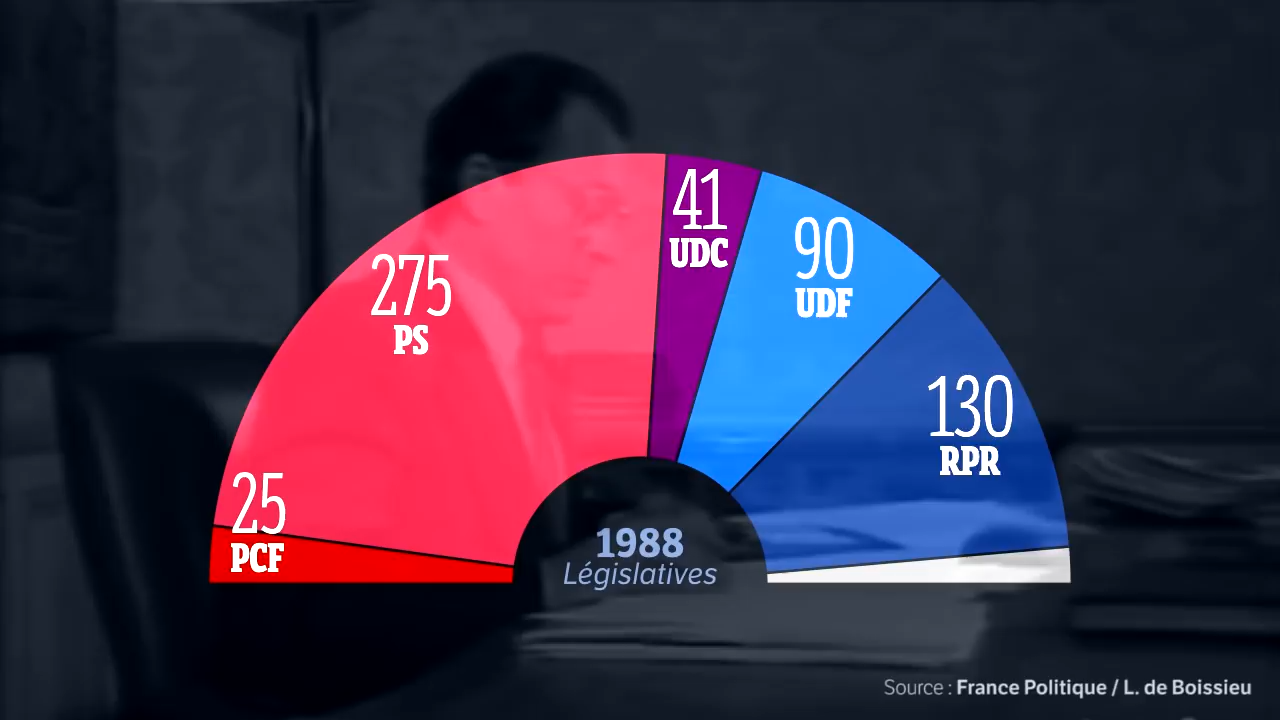 25
PCF
275
PS
41
UDC
90
UDF
130
RPR
1988
Législatives
Source : France Politique / L. de Boissieu